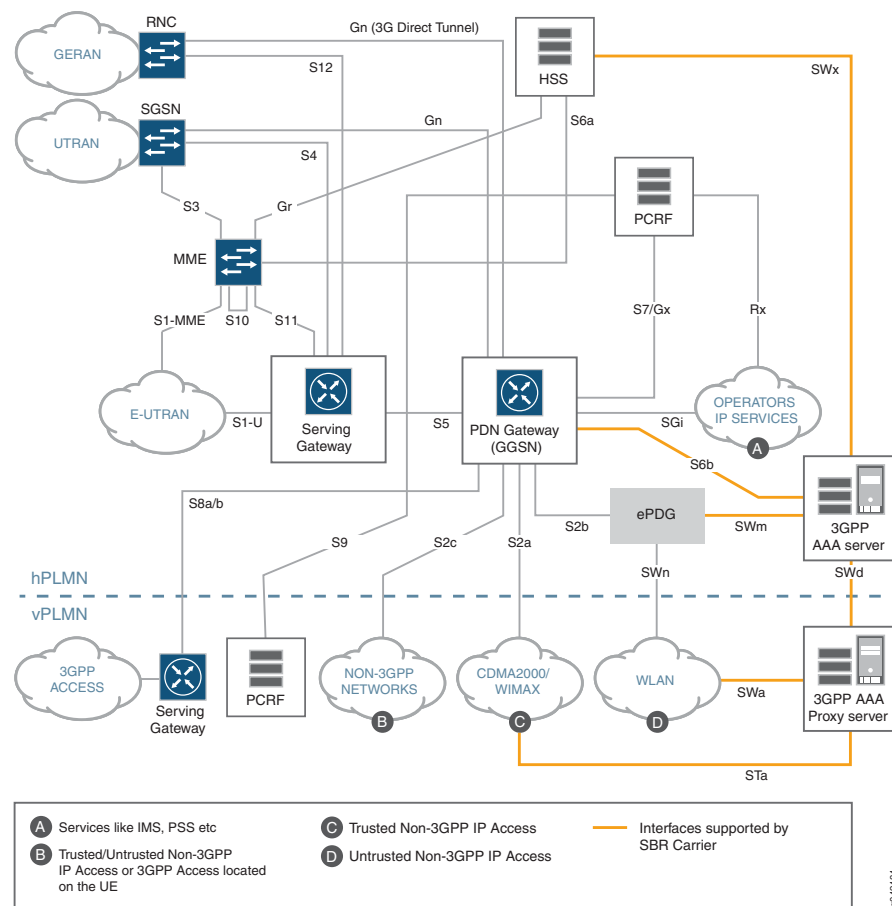 RNC
Gn (3G Direct Tunnel)
GERAN
S12
HSS
SWx
SGSN
Gn
S6a
UTRAN
S4
S3
Gr
PCRF
MME
S1-MME
S10
S11
S7/Gx
Rx
E-UTRAN
S1-U
Serving
Gateway
S5
PDN Gateway
(GGSN)
SGi
OPERATORS
IP SERVICES
A
S6b
S8a/b
S9
S2c
S2a
S2b
ePDG
SWm
3GPP
AAA server
SWn
SWd
hPLMN
vPLMN
3GPP
ACCESS
Serving
Gateway
PCRF
NON-3GPP
NETWORKS
B
CDMA2000/
WIMAX
C
WLAN
D
SWa
3GPP AAA
Proxy server
STa
A Services like IMS, PSS etc
B Trusted/Untrusted Non-3GPP
IP Access or 3GPP Access located
on the UE
C Trusted Non-3GPP IP Access
D Untrusted Non-3GPP IP Access
Interfaces supported by
SBR Carrier